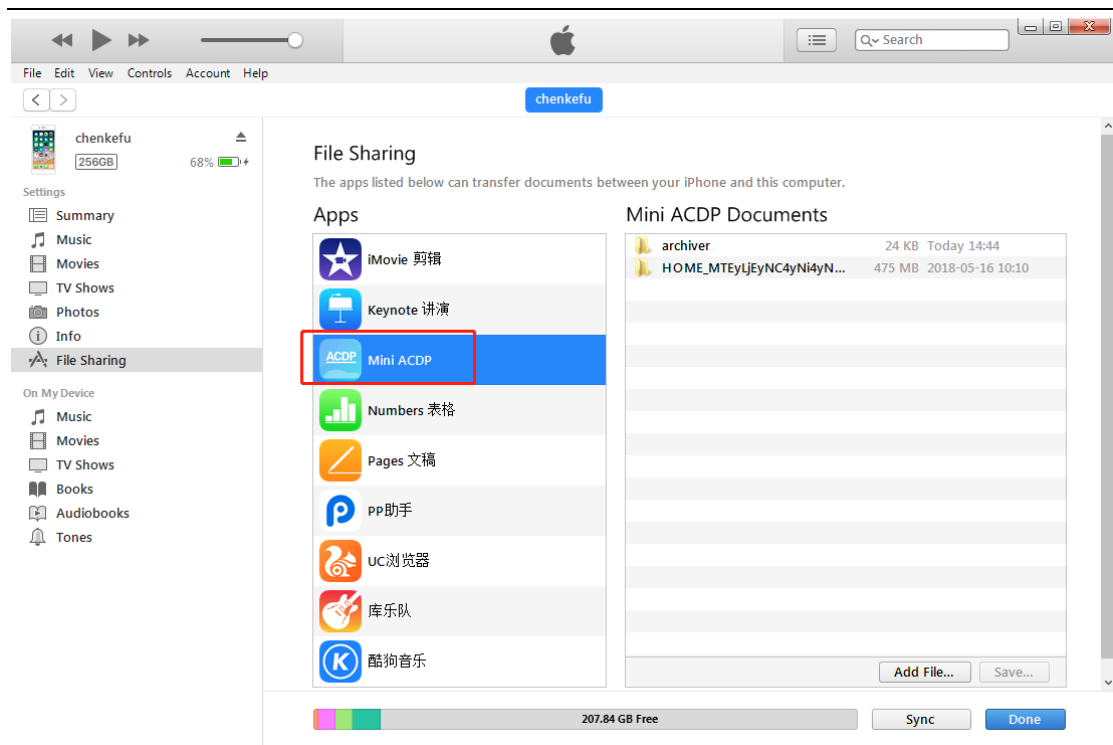 Search
File Edit View Controls Account Help
chenkefu
chenkefu
256GB 68%
Settings
Summary
Music
Movies
TV Shows
Photos
Info
File Sharing
On My Device
Music
Movies
TV Shows
Books
Audiobooks
Tones
File Sharing
The apps listed below can transfer documents between your iPhone and this computer.
Apps
iMovie 剪辑
Keynote 讲演
ACDP Mini ACDP
Numbers 表格
Pages 文稿
PP助手
UC浏览器
库乐队
K 酷狗音乐
Mini ACDP Documents
archiver 24 KB Today 14:44
HOME_MTEyLjEyNC4yNi4yN... 475 MB 2018-05-16 10:10
Add File... Save...
207.84 GB Free Sync Done